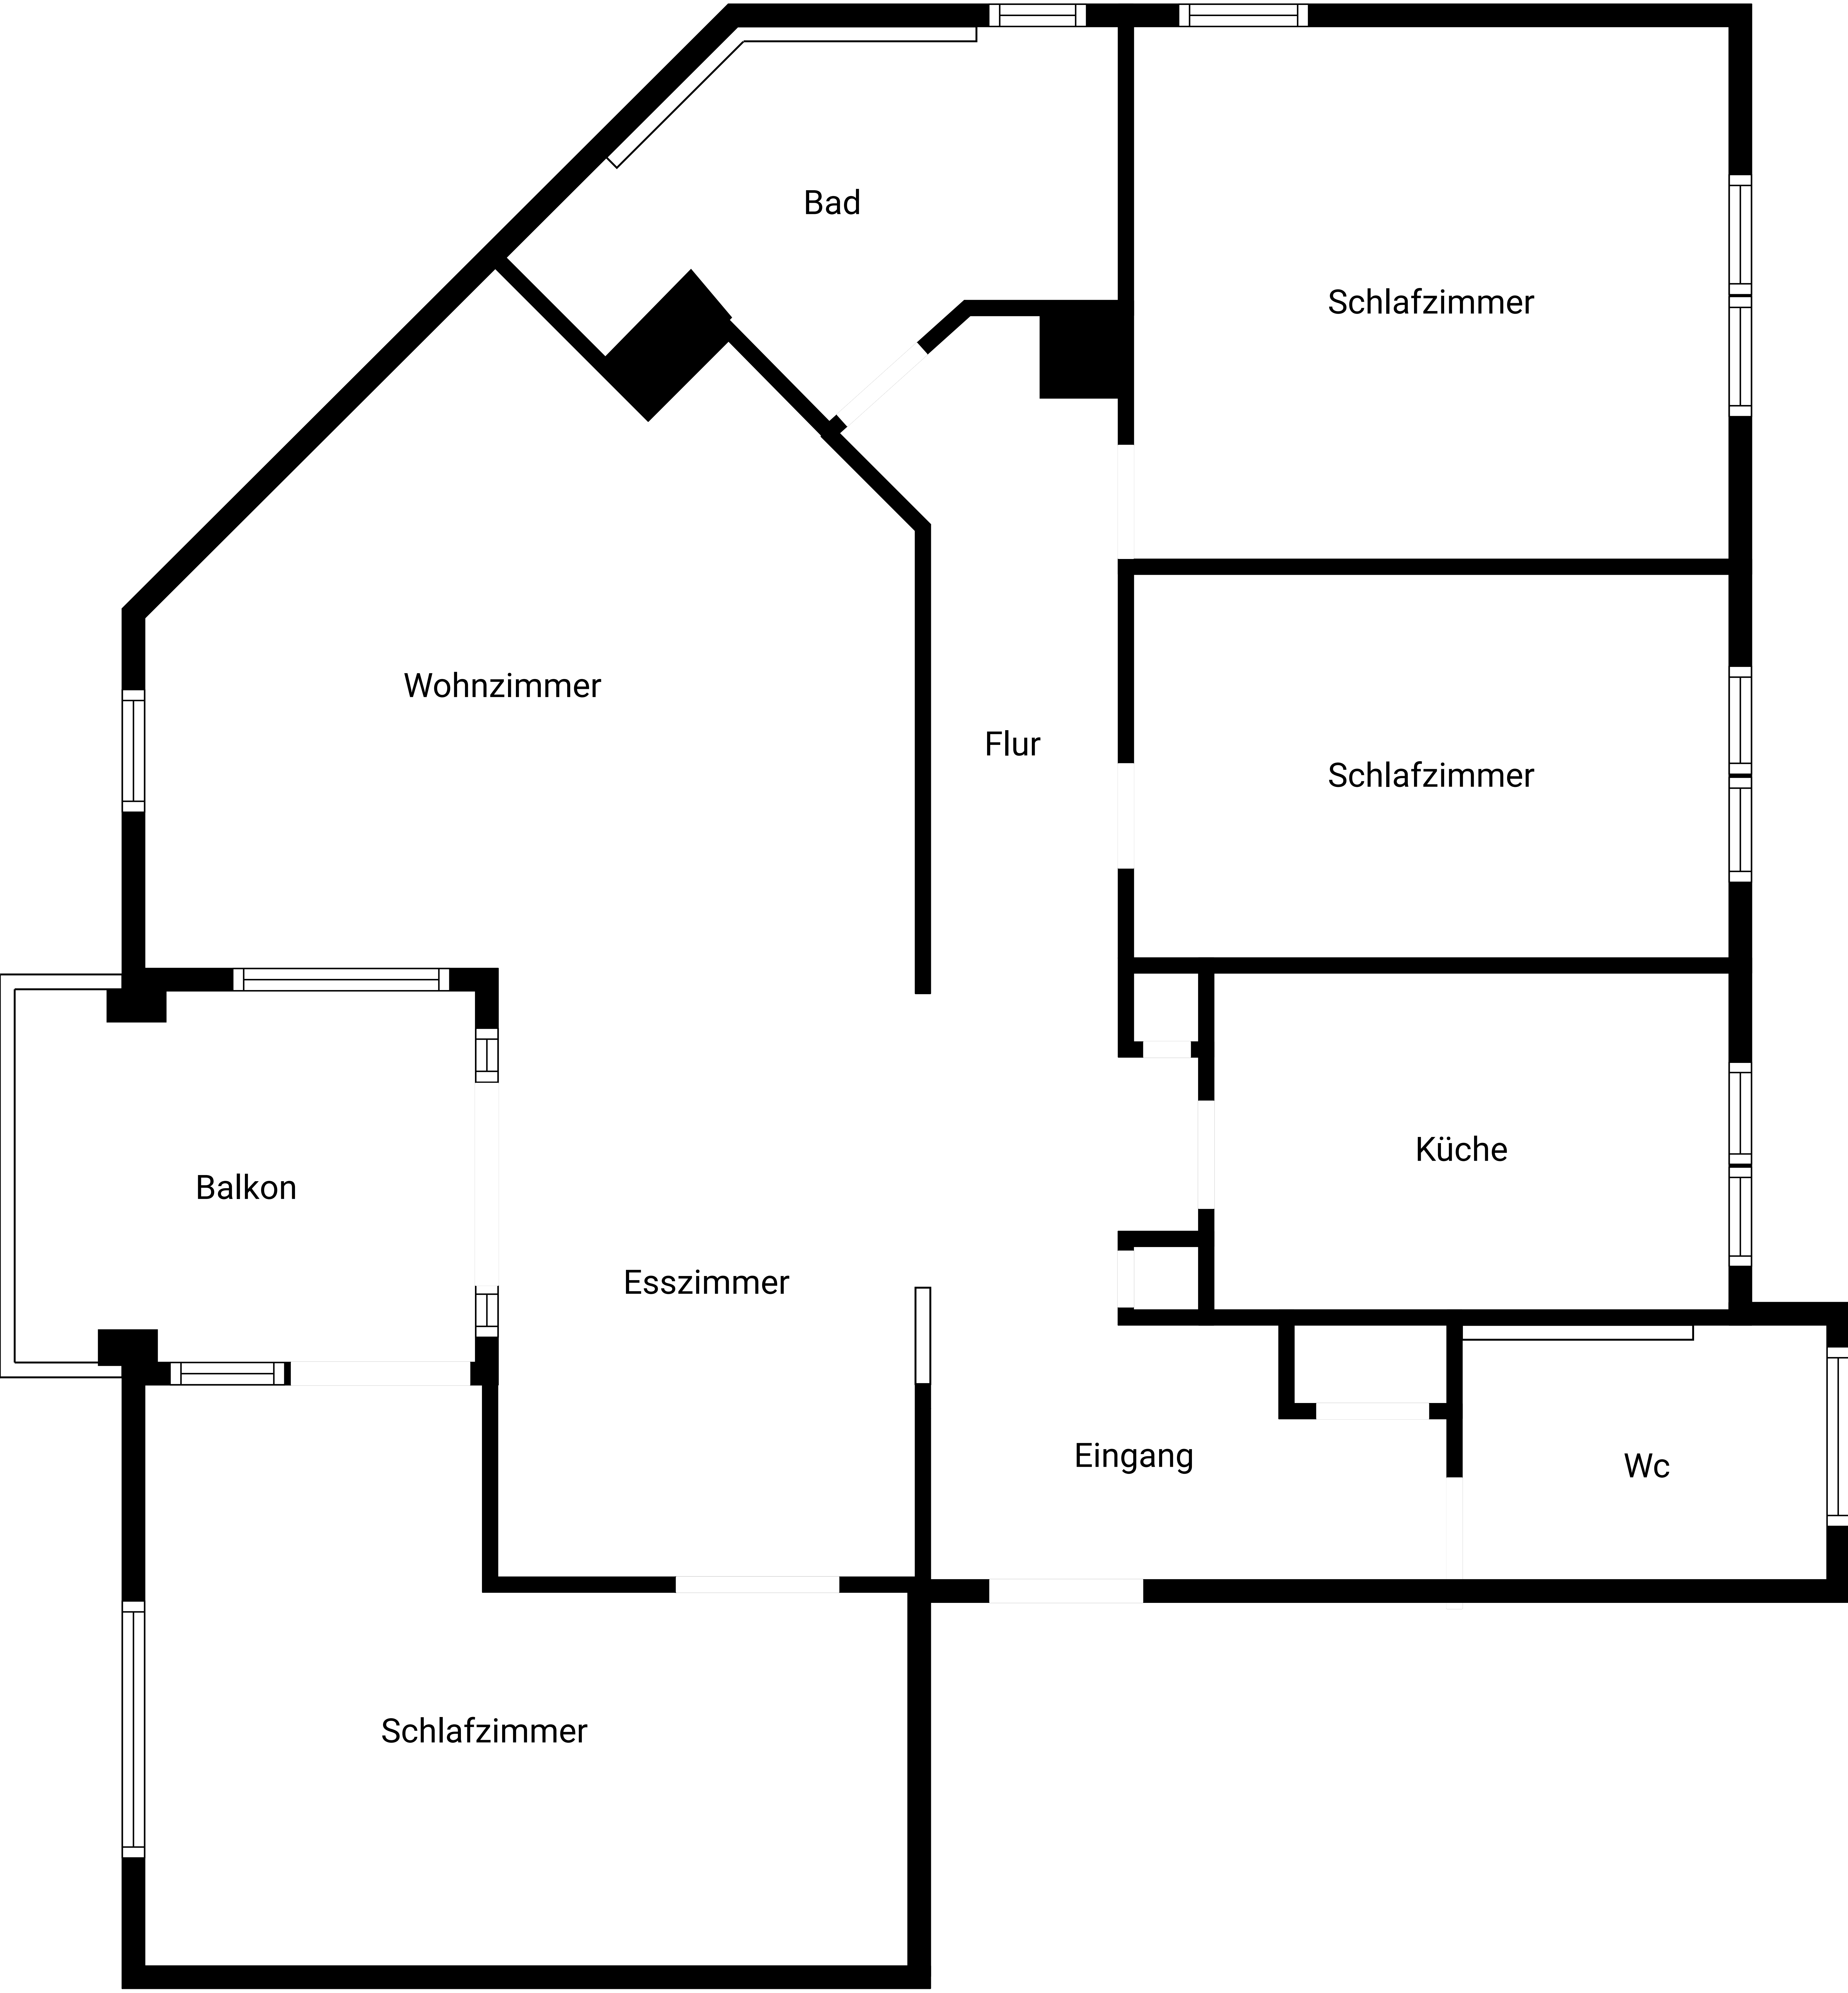 Bad
Schlafzimmer
Wohnzimmer
Flur
Schlafzimmer
Küche
Balkon
Esszimmer
Eingang
Wc
Schlafzimmer